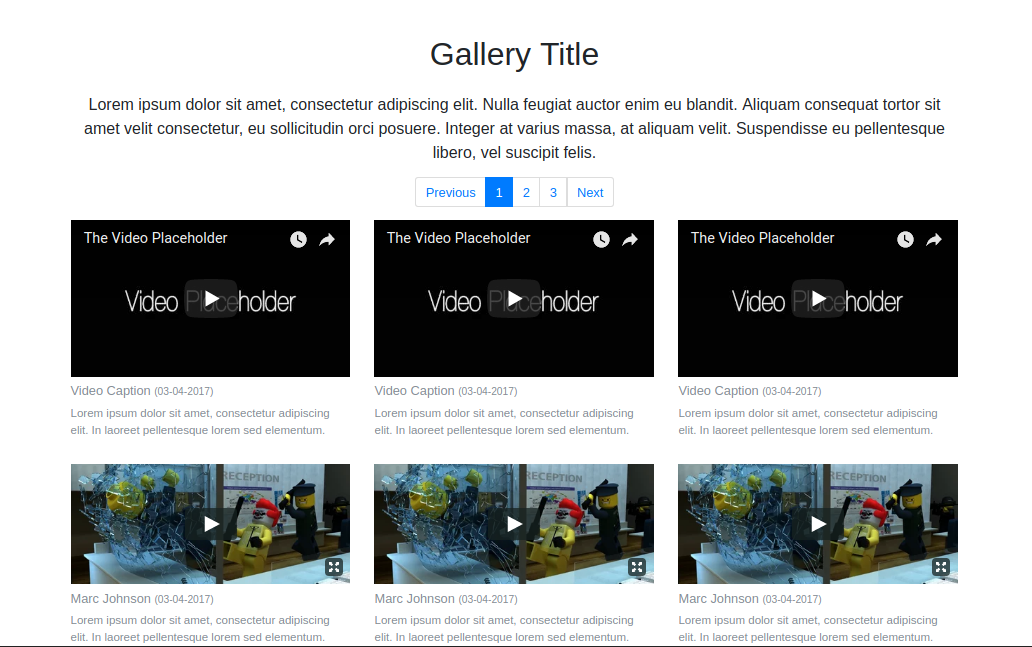 Gallery Title
Lorem ipsum dolor sit amet, consectetur adipiscing elit. Nulla feugiat auctor enim eu blandit. Aliquam consequat tortor sit
amet velit consectetur, eu sollicitudin orci posuere. Integer at varius massa, at aliquam velit. Suspendisse eu pellentesque
libero, vel suscipit felis.
Previous 1 2 3 Next
The Video Placeholder The Video Placeholder The Video Placeholder
Video Placeholder Video Placeholder Video Placeholder
Video Caption (03-04-2017) Video Caption (03-04-2017) Video Caption (03-04-2017)
Lorem ipsum dolor sit amet, consectetur adipiscing Lorem ipsum dolor sit amet, consectetur adipiscing Lorem ipsum dolor sit amet, consectetur adipiscing
elit. In laoreet pellentesque lorem sed elementum. elit. In laoreet pellentesque lorem sed elementum. elit. In laoreet pellentesque lorem sed elementum.
RECEPTION RECEPTION RECEPTION
Marc Johnson (03-04-2017) Marc Johnson (03-04-2017) Marc Johnson (03-04-2017)
Lorem ipsum dolor sit amet, consectetur adipiscing Lorem ipsum dolor sit amet, consectetur adipiscing Lorem ipsum dolor sit amet, consectetur adipiscing
elit. In laoreet pellentesque lorem sed elementum. elit. In laoreet pellentesque lorem sed elementum. elit. In laoreet pellentesque lorem sed elementum.